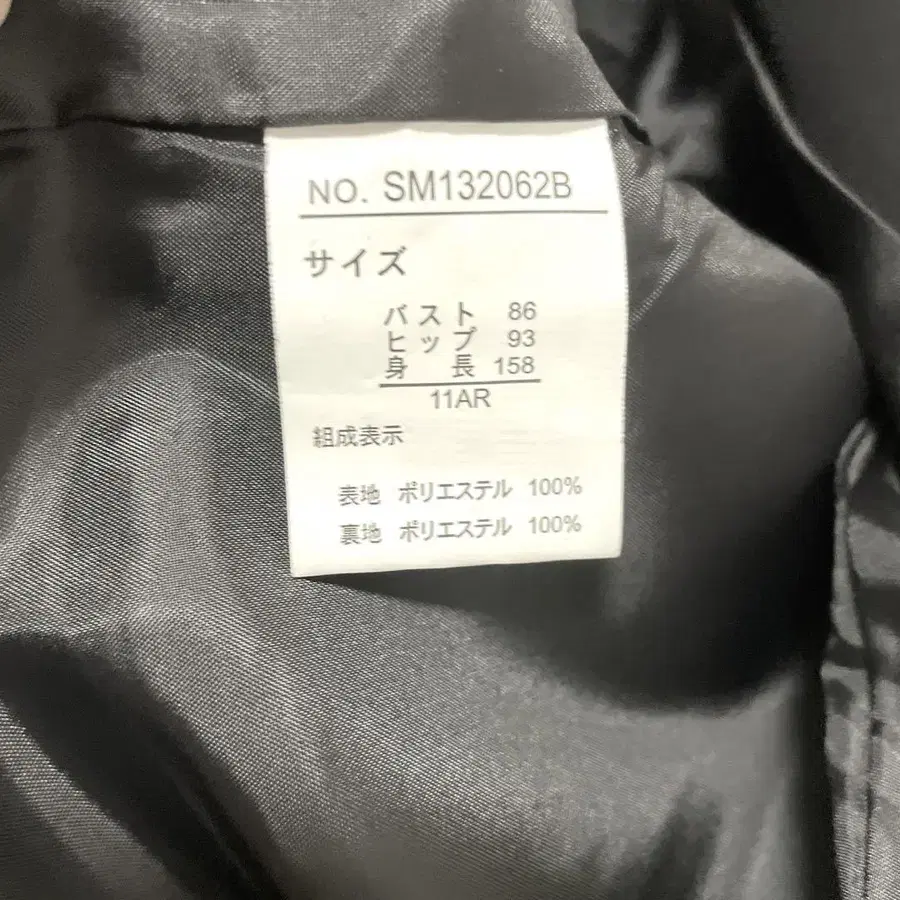 NO. SM132062B
サイズ
バスト 86
ヒップ 93
身長 158
11AR
組成表示
表地 ポリエステル 100%
裏地 ポリエステル 100%